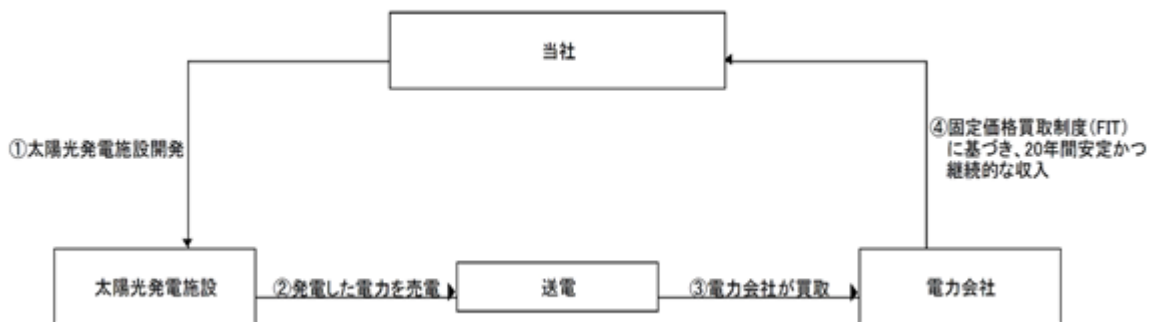 当社
①太陽光発電施設開発
④固定価格買取制度(FIT)
に基づき、20年間安定かつ
継続的な収入
太陽光発電施設
②発電した電力を売電
送電
③電力会社が買取
電力会社